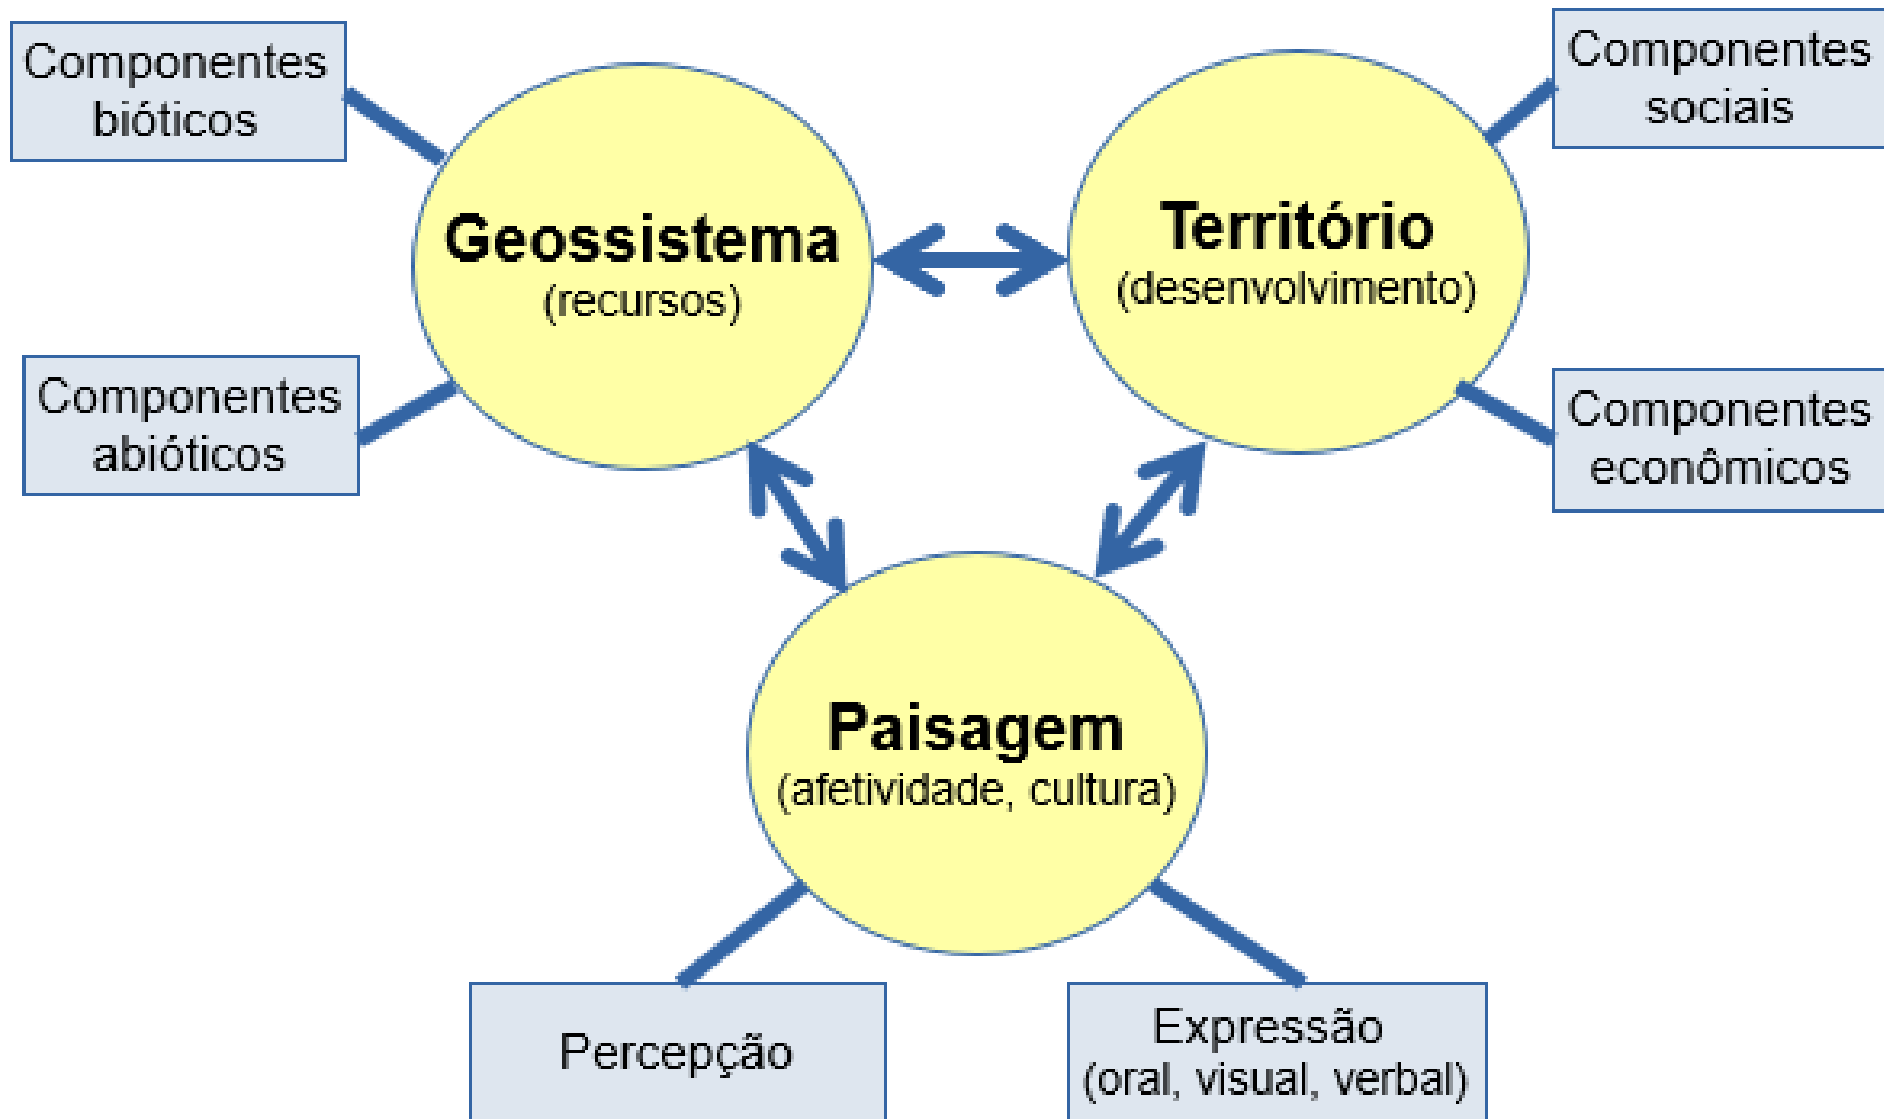 Componentes
bióticos
Componentes
abióticos
Geossistema
(recursos)
Território
(desenvolvimento)
Componentes
sociais
Componentes
econômicos
Paisagem
(afetividade, cultura)
Percepção
Expressão
(oral, visual, verbal)